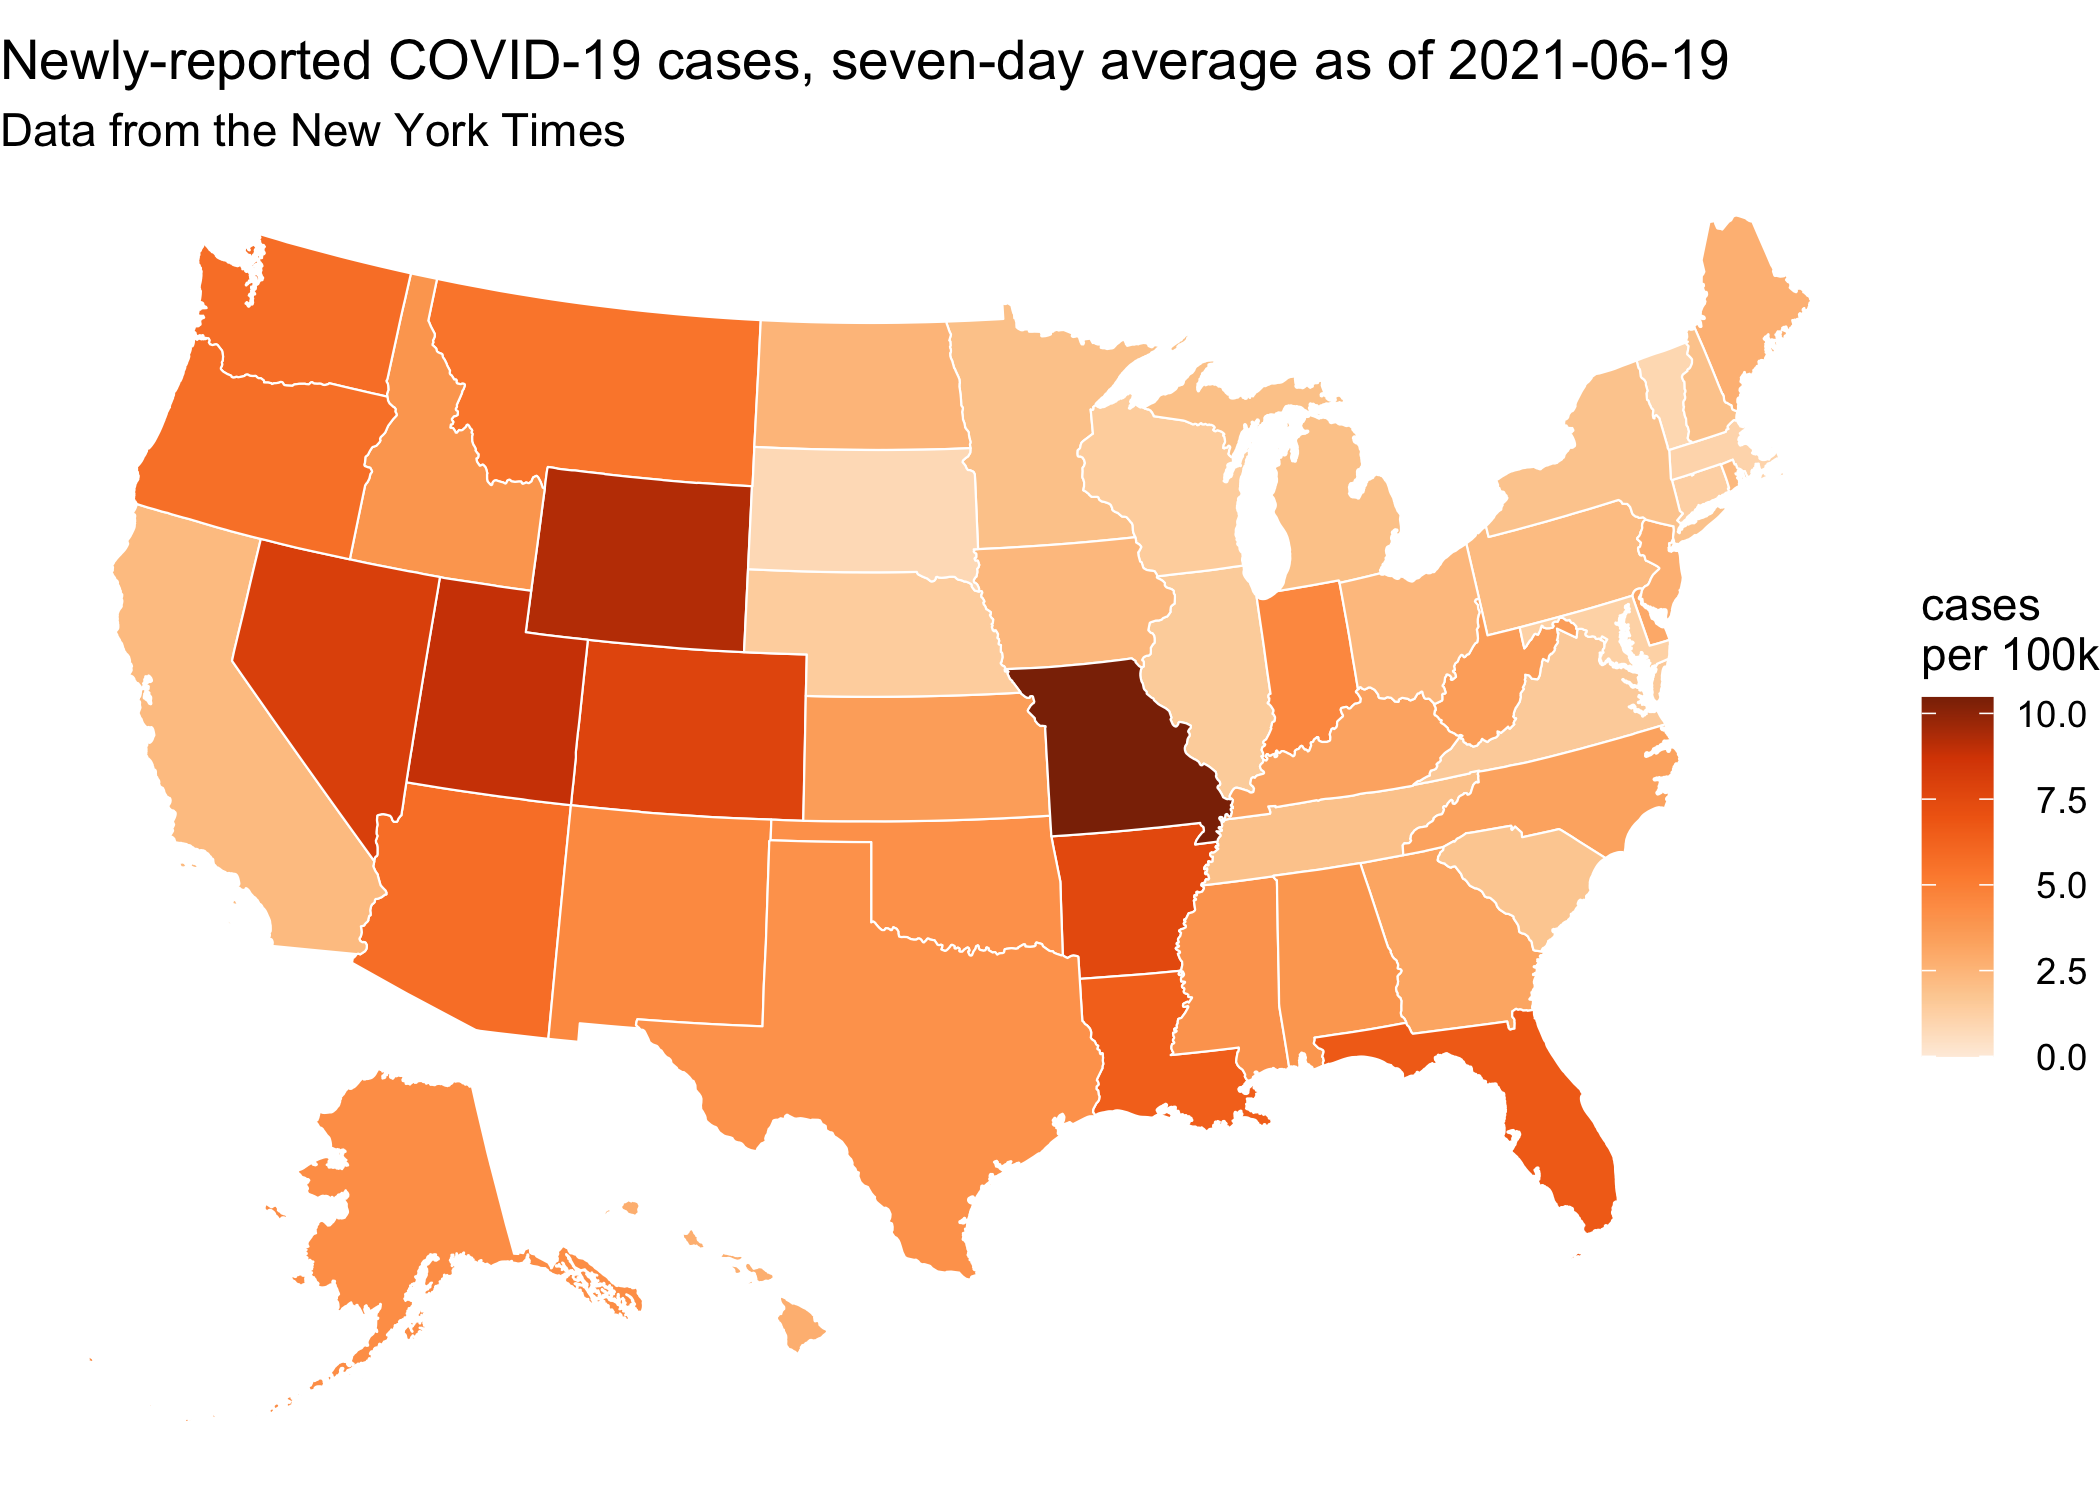 Newly-reported COVID-19 cases, seven-day average as of 2021-06-19
Data from the New York Times
cases
per 100k
10.0
7.5
5.0
2.5
0.0